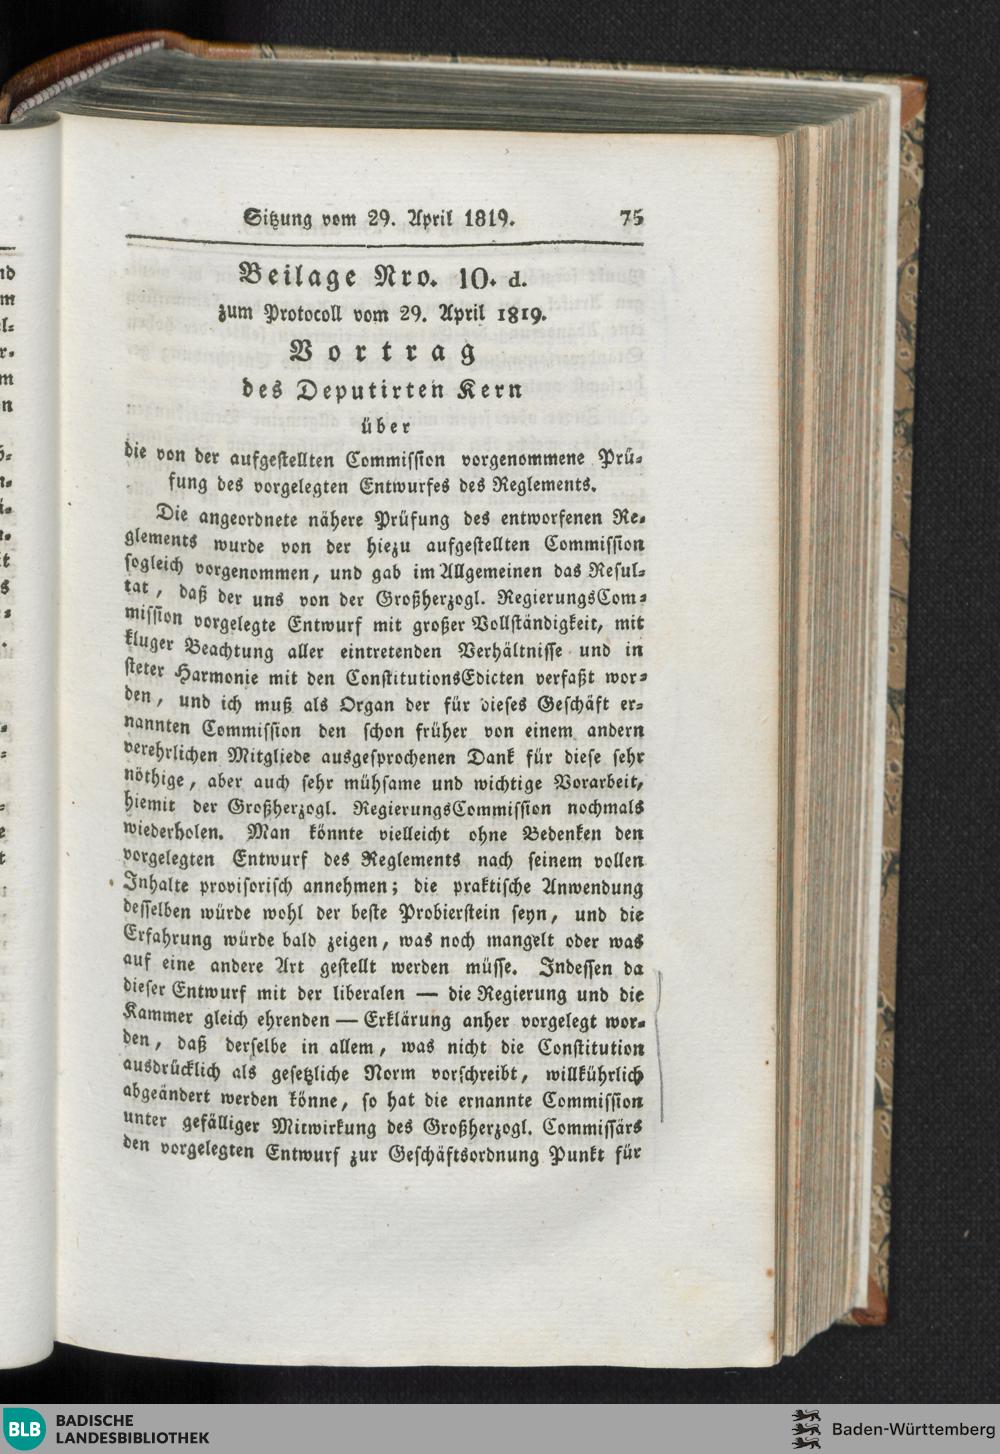 Sitzung vom 29. April 1819. 75
Beilage Nro. 10. d.
zum Protocoll vom 29. April 1819.
Vortrag
des Deputirten Kern
über
die von der aufgestellten Commission vorgenommene Prü-
fung des vorgelegten Entwurfes des Reglements.
Die angeordnete nähere Prüfung des entworfenen Re-
glements wurde von der hiezu aufgestellten Commission
sogleich vorgenommen, und gab im Allgemeinen das Resul-
tat, daß der uns von der Großherzogl. RegierungsCom-
mission vorgelegte Entwurf mit großer Vollständigkeit, mit
kluger Beachtung aller eintretenden Verhältnisse und in
steter Harmonie mit den ConstitutionsEdicten verfaßt wor-
den, und ich muß als Organ der für dieses Geschäft er-
nannten Commission den schon früher von einem andern
verehrlichen Mitgliede ausgesprochenen Dank für diese sehr
nöthige, aber auch sehr mühsame und wichtige Vorarbeit,
hiemit der Großherzogl. RegierungsCommission nochmals
wiederholen. Man könnte vielleicht ohne Bedenken den
vorgelegten Entwurf des Reglements nach seinem vollen
Inhalte provisorisch annehmen; die praktische Anwendung
desselben würde wohl der beste Probierstein seyn, und die
Erfahrung würde bald zeigen, was noch mangelt oder was
auf eine andere Art gestellt werden müsse. Indessen da
dieser Entwurf mit der liberalen — die Regierung und die
Kammer gleich ehrenden — Erklärung anher vorgelegt wor-
den, daß derselbe in allem, was nicht die Constitution
ausdrücklich als gesetzliche Norm vorschreibt, willkührlich
abgeändert werden könne, so hat die ernannte Commission
unter gefälliger Mitwirkung des Großherzogl. Commissärs
den vorgelegten Entwurf zur Geschäftsordnung Punkt für
BLB BADISCHE
LANDESBIBLIOTHEK
Baden-Württemberg